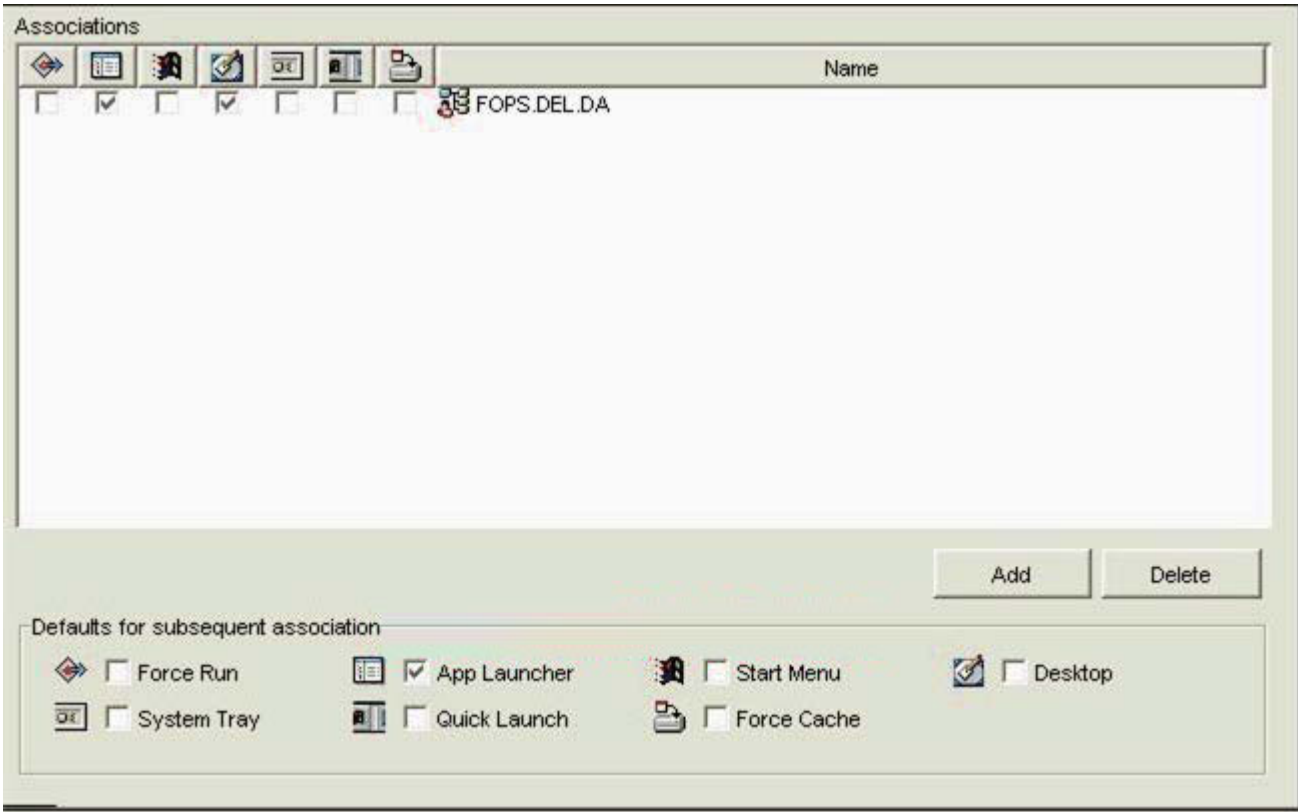 Associations
Name
FOPS.DEL.DA
Add Delete
Defaults for subsequent association
Force Run App Launcher Start Menu Desktop
System Tray Quick Launch Force Cache